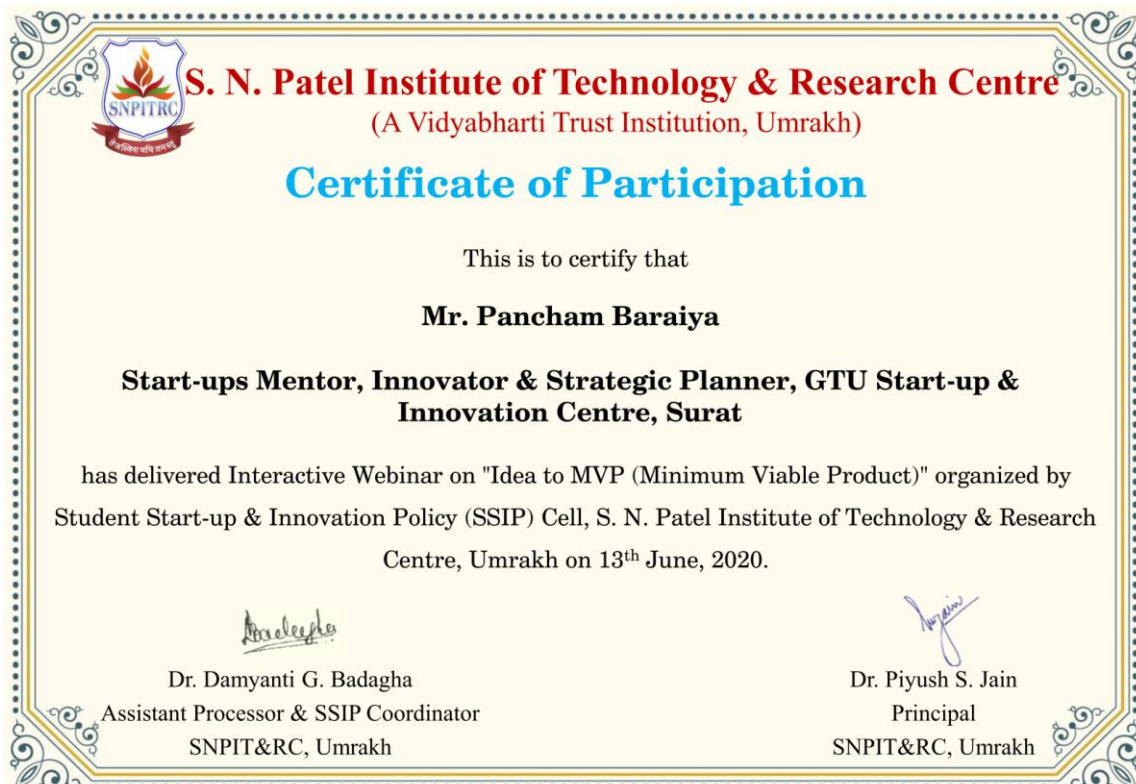 SNPITRC
S. N. Patel Institute of Technology & Research Centre
(A Vidyabharti Trust Institution, Umrakh)
Certificate of Participation
This is to certify that
Mr. Pancham Baraiya
Start-ups Mentor, Innovator & Strategic Planner, GTU Start-up &
Innovation Centre, Surat
has delivered Interactive Webinar on "Idea to MVP (Minimum Viable Product)" organized by
Student Start-up & Innovation Policy (SSIP) Cell, S. N. Patel Institute of Technology & Research
Centre, Umrakh on 13th June, 2020.
Dr. Damyanti G. Badagha
Assistant Processor & SSIP Coordinator
SNPIT&RC, Umrakh
Dr. Piyush S. Jain
Principal
SNPIT&RC, Umrakh